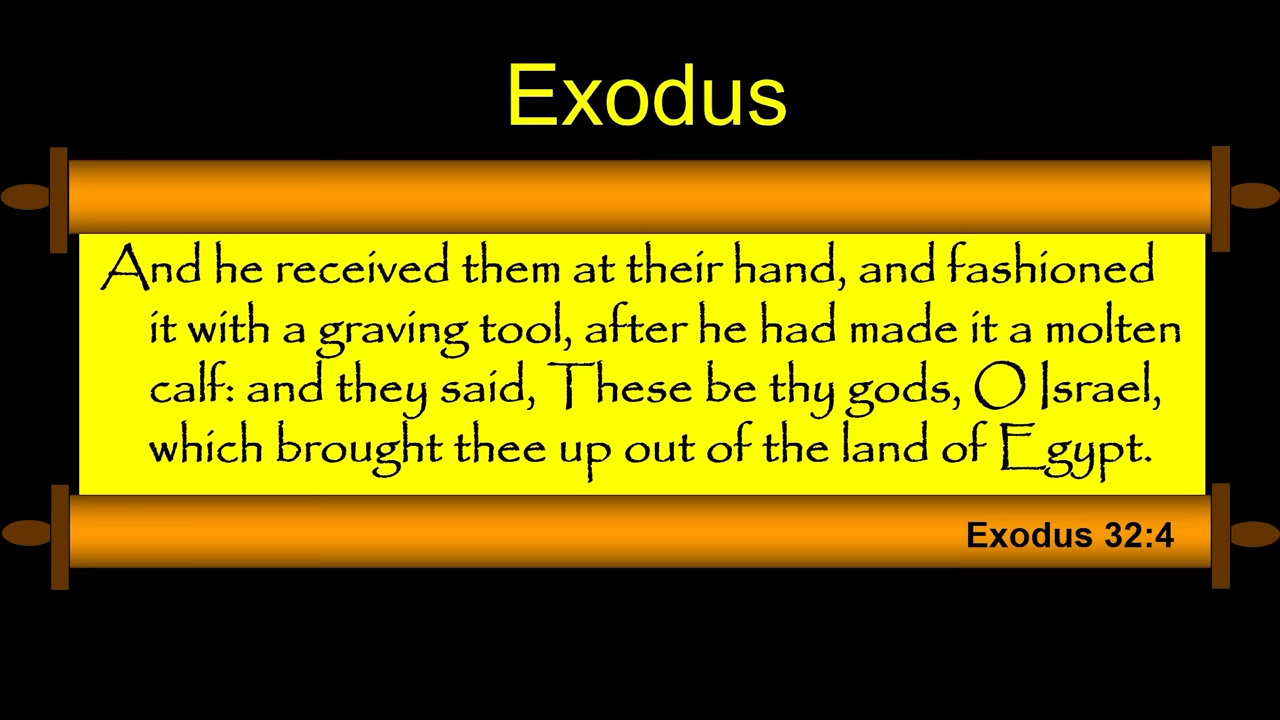 Exodus
And he received them at their hand, and fashioned
it with a graving tool, after he had made it a molten
calf: and they said, These be thy gods, O Israel,
which brought thee up out of the land of Egypt.
Exodus 32:4